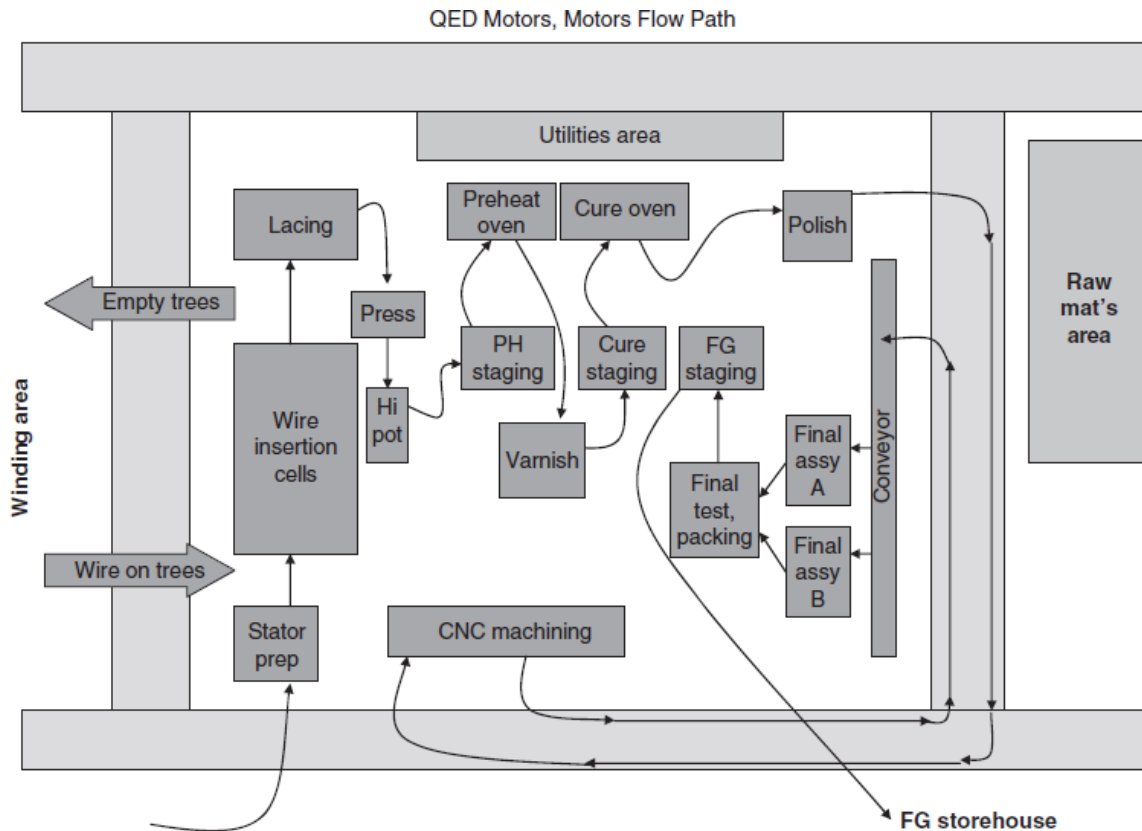 QED Motors, Motors Flow Path
Utilities area
Lacing
Preheat
oven
Cure oven
Polish
Empty trees
Press
Raw
mat's
area
PH
staging
Cure
staging
FG
staging
Hi
pot
Wire
insertion
cells
Winding area
Varnish
Final
assy
A
Conveyor
Final
test,
packing
Final
assy
B
Wire on trees
Stator
prep
CNC machining
FG storehouse